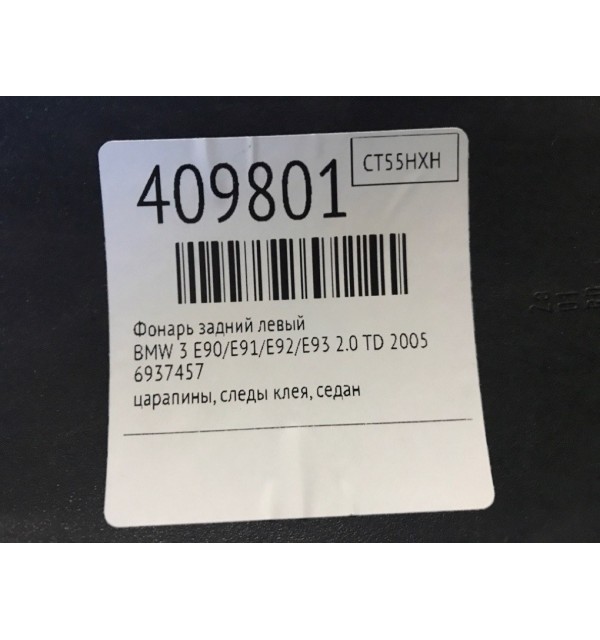 409801
CT55HXH
Фонарь задний левый
BMW 3 E90/E91/E92/E93 2.0 TD 2005
6937457
царапины, следы клея, седан